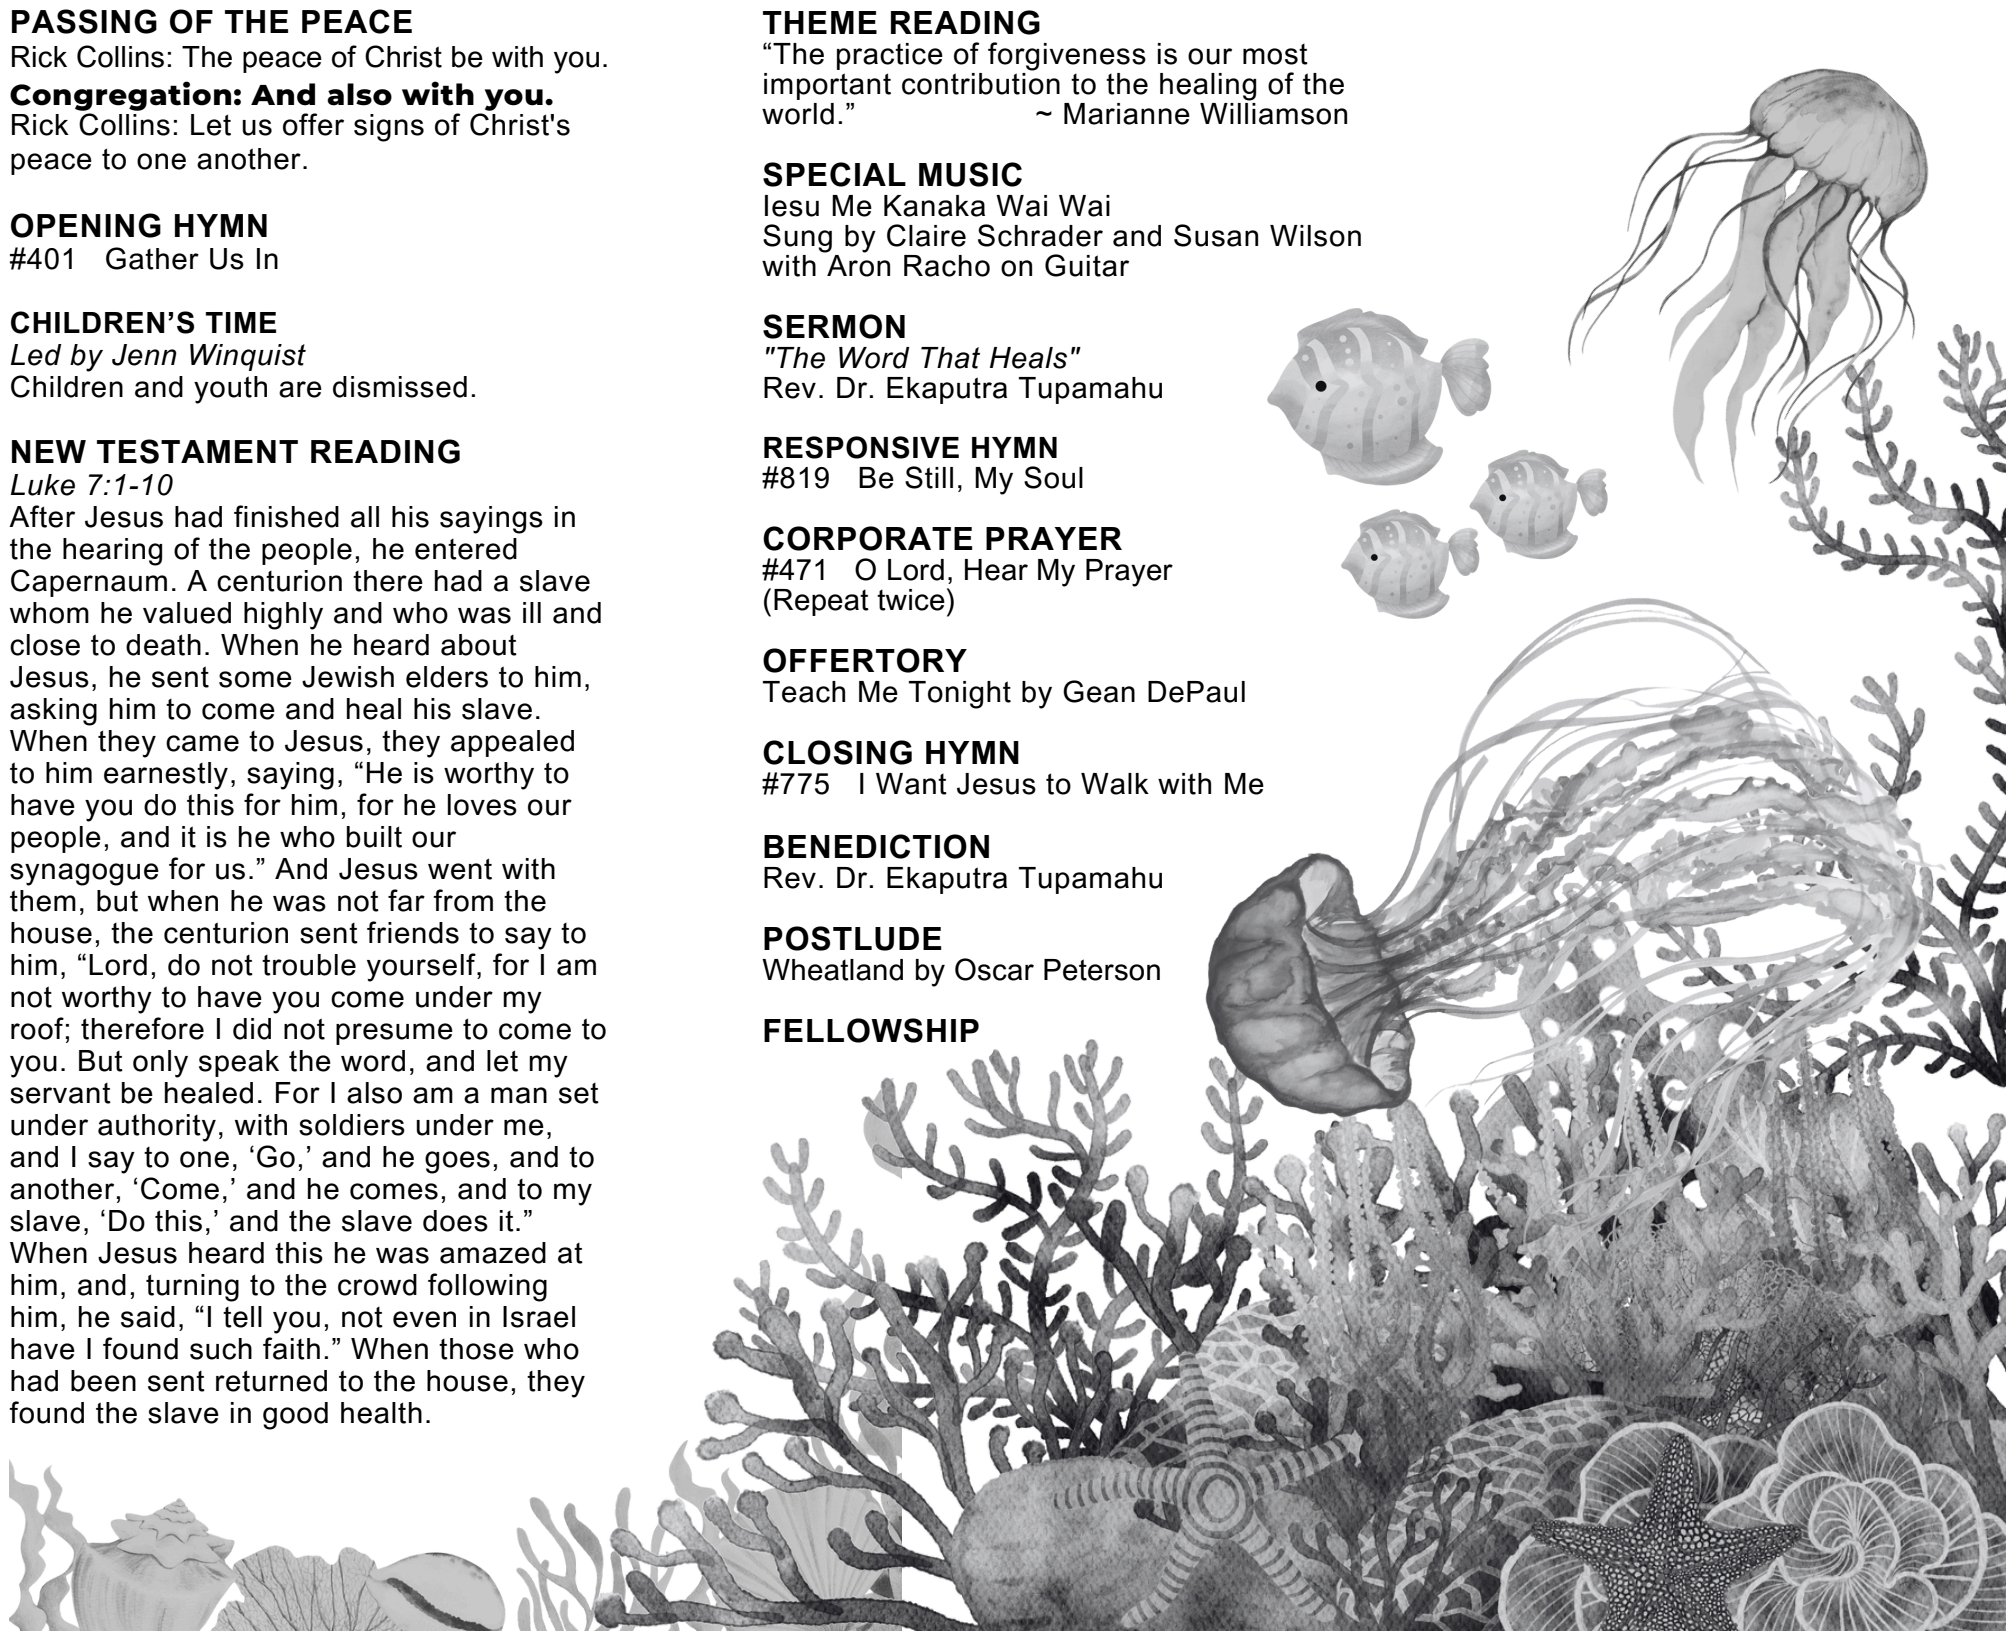 PASSING OF THE PEACE
Rick Collins: The peace of Christ be with you.
Congregation: And also with you.
Rick Collins: Let us offer signs of Christ's
peace to one another.
OPENING HYMN
#401 Gather Us In
CHILDREN’S TIME
Led by Jenn Winquist
Children and youth are dismissed.
NEW TESTAMENT READING
Luke 7:1-10
After Jesus had finished all his sayings in
the hearing of the people, he entered
Capernaum. A centurion there had a slave
whom he valued highly and who was ill and
close to death. When he heard about
Jesus, he sent some Jewish elders to him,
asking him to come and heal his slave.
When they came to Jesus, they appealed
to him earnestly, saying, “He is worthy to
have you do this for him, for he loves our
people, and it is he who built our
synagogue for us.” And Jesus went with
them, but when he was not far from the
house, the centurion sent friends to say to
him, “Lord, do not trouble yourself, for I am
not worthy to have you come under my
roof; therefore I did not presume to come to
you. But only speak the word, and let my
servant be healed. For I also am a man set
under authority, with soldiers under me,
and I say to one, ‘Go,’ and he goes, and to
another, ‘Come,’ and he comes, and to my
slave, ‘Do this,’ and the slave does it.”
When Jesus heard this he was amazed at
him, and, turning to the crowd following
him, he said, “I tell you, not even in Israel
have I found such faith.” When those who
had been sent returned to the house, they
found the slave in good health.
THEME READING
“The practice of forgiveness is our most
important contribution to the healing of the
world.” ~ Marianne Williamson
SPECIAL MUSIC
Iesu Me Kanaka Wai Wai
Sung by Claire Schrader and Susan Wilson
with Aron Racho on Guitar
SERMON
"The Word That Heals"
Rev. Dr. Ekaputra Tupamahu
RESPONSIVE HYMN
#819 Be Still, My Soul
CORPORATE PRAYER
#471 O Lord, Hear My Prayer
(Repeat twice)
OFFERTORY
Teach Me Tonight by Gean DePaul
CLOSING HYMN
#775 I Want Jesus to Walk with Me
BENEDICTION
Rev. Dr. Ekaputra Tupamahu
POSTLUDE
Wheatland by Oscar Peterson
FELLOWSHIP